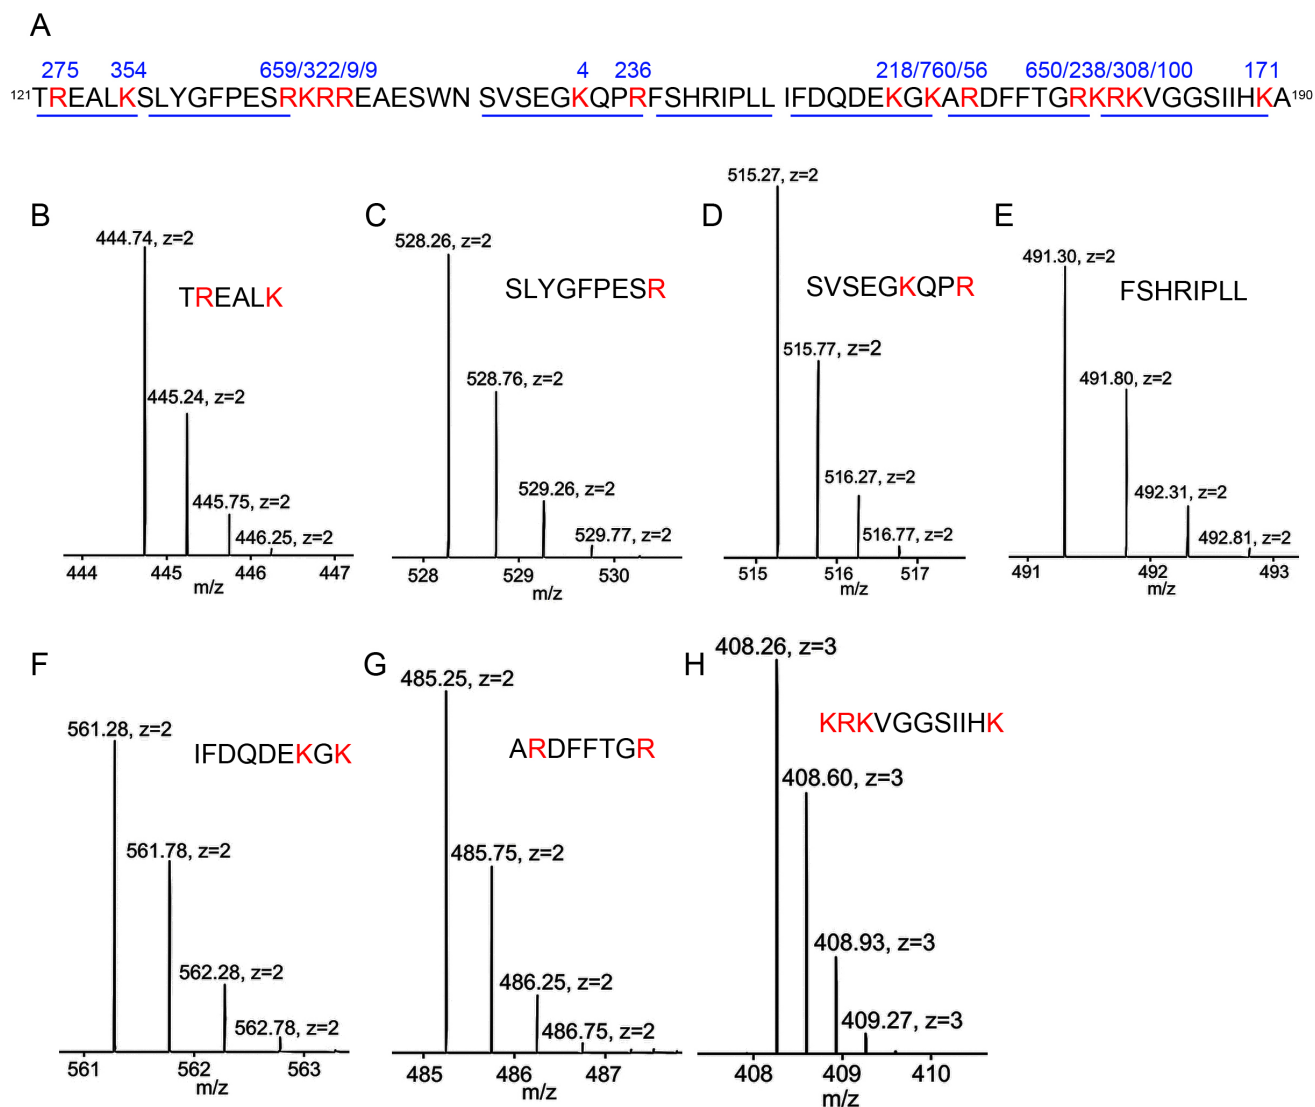 A
275 354 659/322/9/9 4 236 218/760/56 650/238/308/100 171
121TREALKSLYGFPESRKRREAESWN SVSEGKQPRFSHRIPLL IFDQDEKGKARDFFTGRKRKVGGSIIHKA190
B
444.74, z=2
TREALK
445.24, z=2
445.75, z=2
446.25, z=2
444 445 446 447
m/z
C
528.26, z=2
SLYGFPESR
528.76, z=2
529.26, z=2
529.77, z=2
528 529 530
m/z
D
515.27, z=2
SVSEGKQPR
515.77, z=2
516.27, z=2
516.77, z=2
515 516 517
m/z
E
491.30, z=2
FSHRIPLL
491.80, z=2
492.31, z=2
492.81, z=2
491 492 493
m/z
F
561.28, z=2
IFDQDEKGK
561.78, z=2
562.28, z=2
562.78, z=2
561 562 563
m/z
G
485.25, z=2
ARDFFTGR
485.75, z=2
486.25, z=2
486.75, z=2
485 486 487
m/z
H
408.26, z=3
KRKVGGSIIHK
408.60, z=3
408.93, z=3
409.27, z=3
408 409 410
m/z